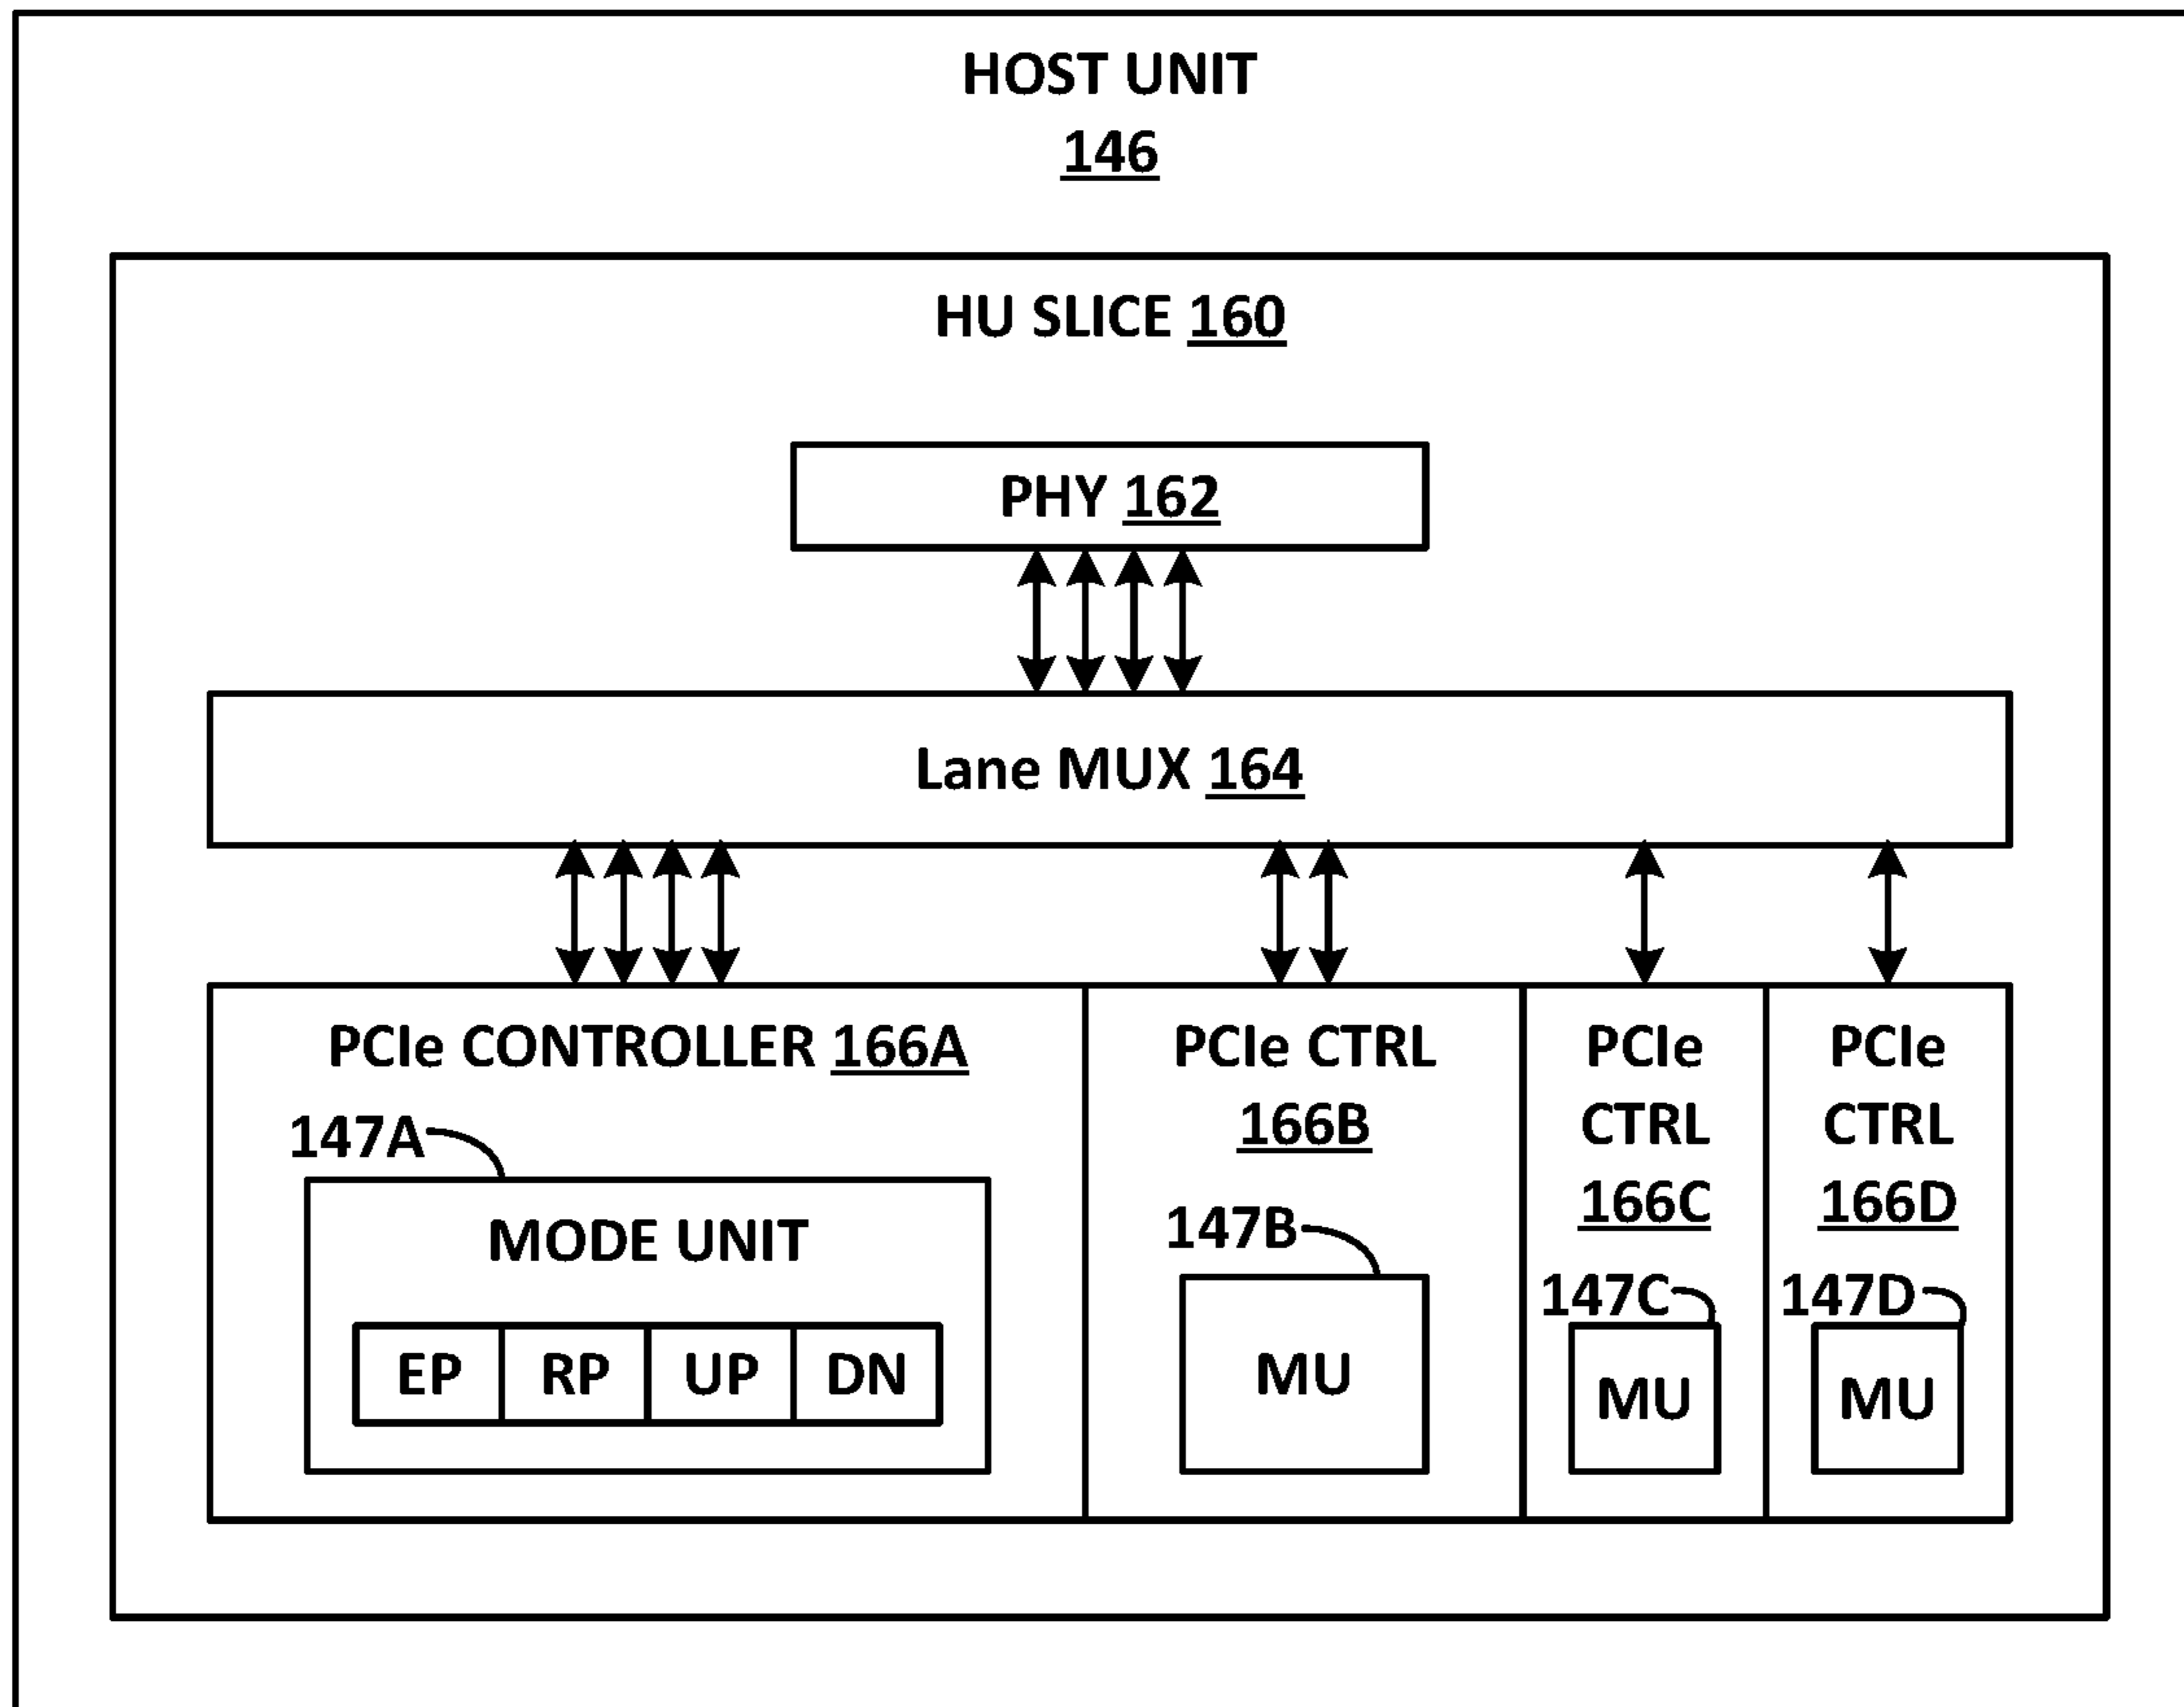 HOST UNIT
146
HU SLICE 160
PHY 162
Lane MUX 164
PCIe CONTROLLER 166A
147A
MODE UNIT
EP RP UP DN
PCIe CTRL
166B
147B
MU
PCIe
CTRL
166C
147C
MU
PCIe
CTRL
166D
147D
MU